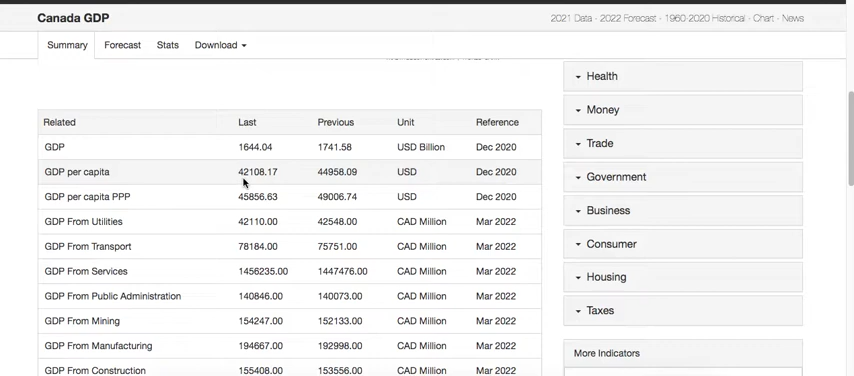 Canada GDP
2021 Data - 2022 Forecast - 1960-2020 Historical - Chart - News
Summary Forecast Stats Download
Related Last Previous Unit Reference
GDP 1644.04 1741.58 USD Billion Dec 2020
GDP per capita 42108.17 44958.09 USD Dec 2020
GDP per capita PPP 45856.63 49006.74 USD Dec 2020
GDP From Utilities 42110.00 42548.00 CAD Million Mar 2022
GDP From Transport 78184.00 75751.00 CAD Million Mar 2022
GDP From Services 1456235.00 1447476.00 CAD Million Mar 2022
GDP From Public Administration 140846.00 140073.00 CAD Million Mar 2022
GDP From Mining 154247.00 152133.00 CAD Million Mar 2022
GDP From Manufacturing 194667.00 192998.00 CAD Million Mar 2022
GDP From Construction 155408.00 153556.00 CAD Million Mar 2022
Health
Money
Trade
Government
Business
Consumer
Housing
Taxes
More Indicators